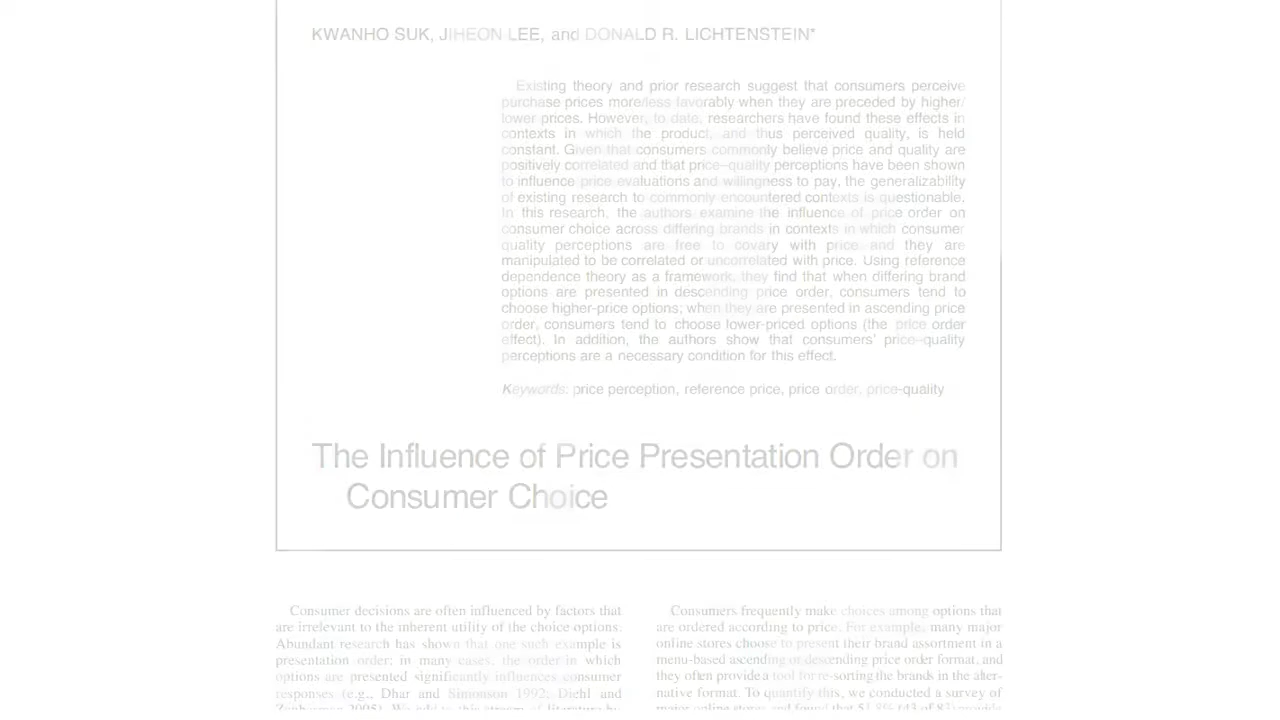 KWANHO SUK, JIHEON LEE, and DONALD R. LICHTENSTEIN*
Existing theory and prior research suggest that consumers perceive
purchase prices more/less favorably when they are preceded by higher/
lower prices. However, to date, researchers have found these effects in
contexts in which the product, and thus perceived quality, is held
constant. Given that consumers commonly believe price and quality are
positively correlated and that price–quality perceptions have been shown
to influence price evaluations and willingness to pay, the generalizability
of existing research to commonly encountered contexts is questionable.
In this research, the authors examine the influence of price order on
consumer choice across differing brands in contexts in which consumer
quality perceptions are free to covary with price and they are
manipulated to be correlated or uncorrelated with price. Using reference
dependence theory as a framework, they find that when differing brand
options are presented in descending price order, consumers tend to
choose higher-price options; when they are presented in ascending price
order, consumers tend to choose lower-priced options (the price order
effect). In addition, the authors show that consumers' price–quality
perceptions are a necessary condition for this effect.
Keywords: price perception, reference price, price order, price-quality
The Influence of Price Presentation Order on
Consumer Choice
Consumer decisions are often influenced by factors that
are irrelevant to the inherent utility of the choice options.
Abundant research has shown that one such example is
presentation order; in many cases, the order in which
options are presented significantly influences consumer
responses (e.g., Dhar and Simonson 1992; Diehl and
Consumers frequently make choices among options that
are ordered according to price. For example, many major
online stores choose to present their brand assortment in a
menu-based ascending or descending price order format, and
they often provide a tool for re-sorting the brands in the alter-
native format. To quantify this, we conducted a survey of